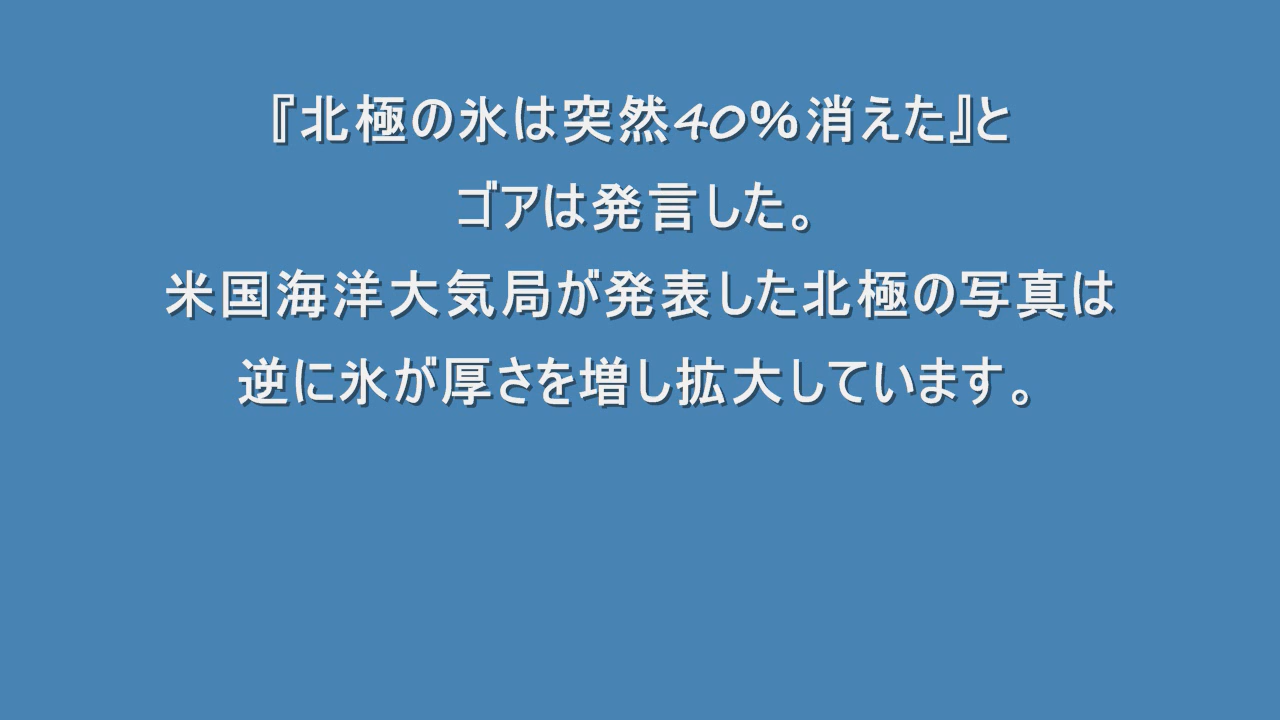 『北極の氷は突然40%消えた』と
ゴアは発言した。
米国海洋大気局が発表した北極の写真は
逆に氷が厚さを増し拡大しています。